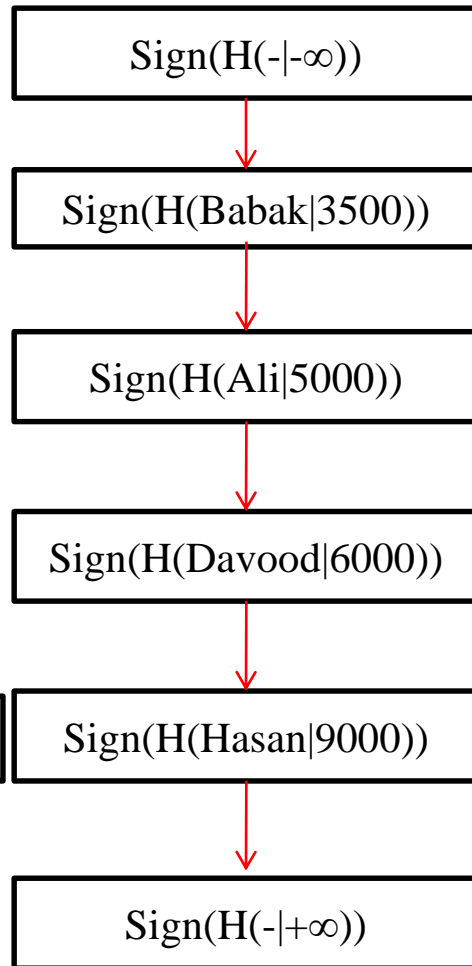 Sign(H(-|-∞))
Sign(H(Babak|3500))
Sign(H(Ali|5000))
Sign(H(Davood|6000))
Sign(H(Hasan|9000))
Sign(H(-|+∞))